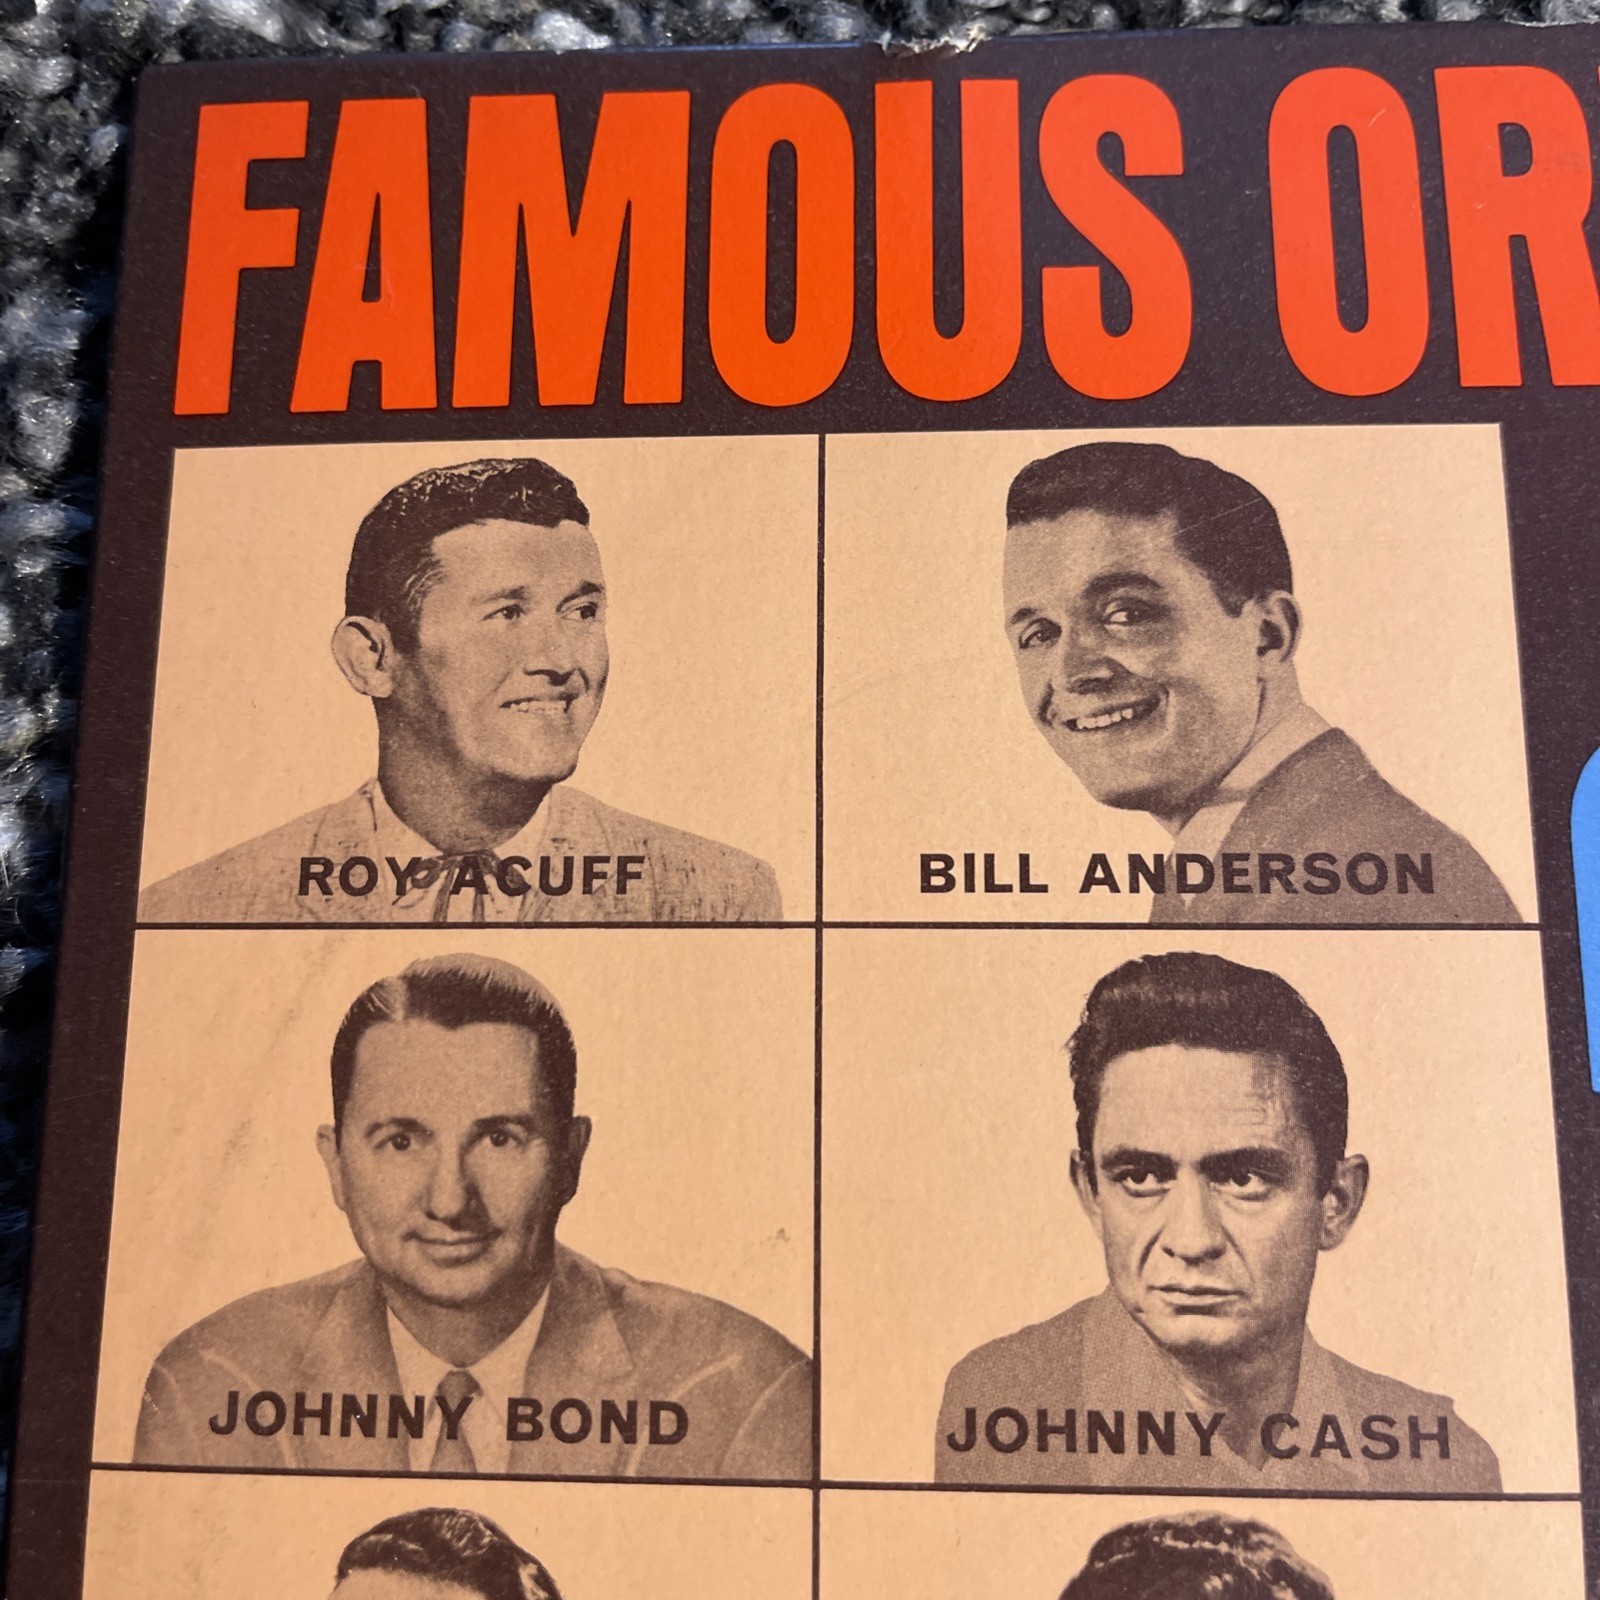 FAMOUS OR
ROY ACUFF
BILL ANDERSON
JOHNNY BOND
JOHNNY CASH